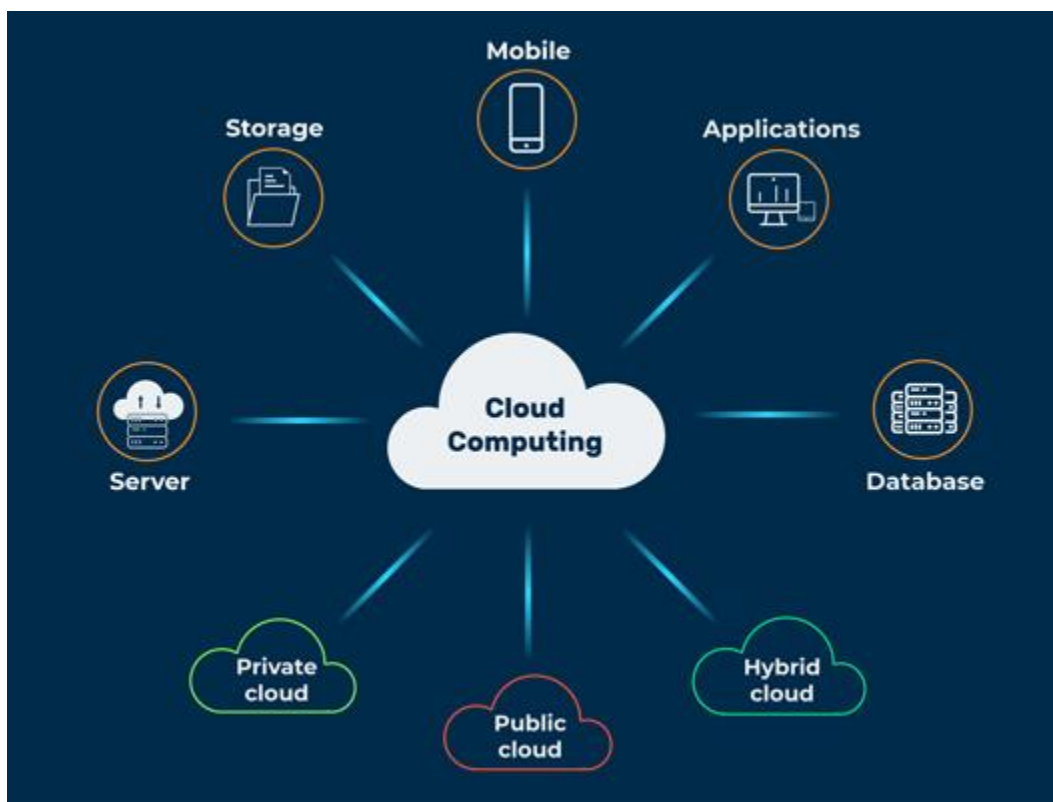 Mobile
Storage
Applications
Cloud
Computing
Server
Database
Private
cloud
Public
cloud
Hybrid
cloud